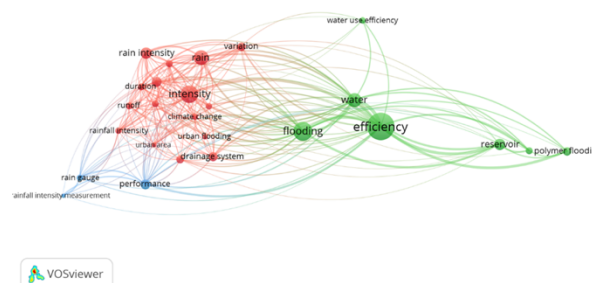 water use efficiency
variation
rain intensity
rain
duration
intensity
water
runoff
climate change
rainfall intensity
urban flooding
flooding
efficiency
urban area
reservoir
polymer floodi
drainage system
rain gauge
performance
rainfall intensity measurement
VOSviewer